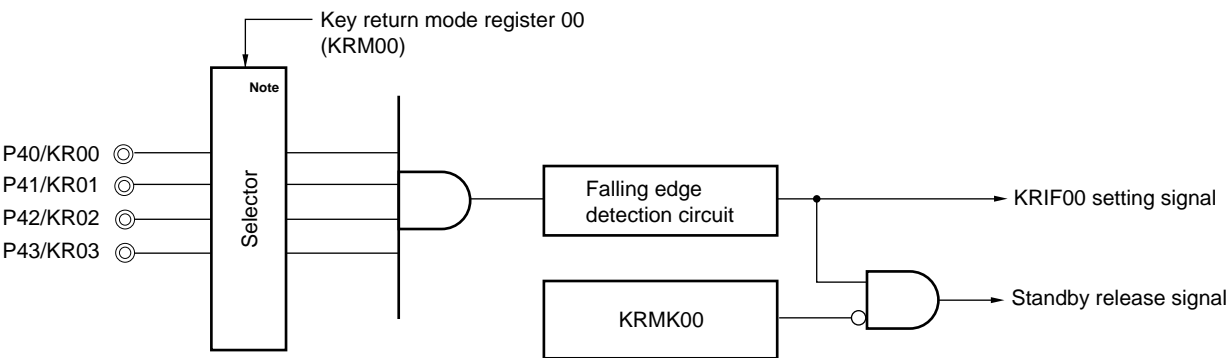 Key return mode register 00
(KRM00)
Note
P40/KR00
P41/KR01
P42/KR02
P43/KR03
Selector
Falling edge
detection circuit
KRIF00 setting signal
KRMK00
Standby release signal